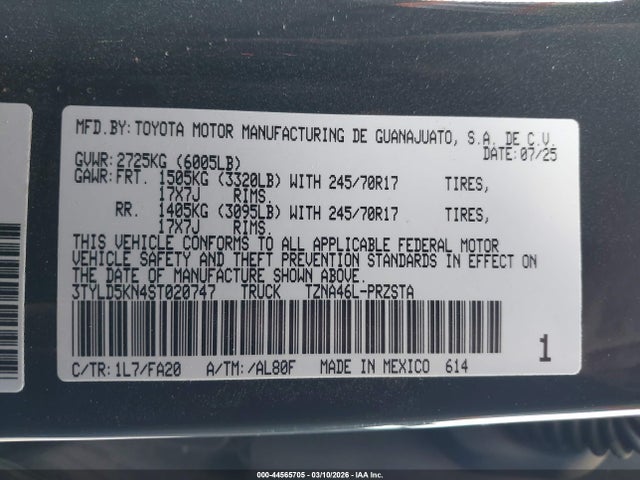 MFD.BY: TOYOTA MOTOR MANUFACTURING DE GUANAJUATO, S.A. DE C.V.
DATE: 07/25
GVWR: 2725KG (6005LB)
GAWR: FRT. 1505KG (3320LB) WITH 245/70R17 TIRES,
17X7J RIMS.
RR. 1405KG (3095LB) WITH 245/70R17 TIRES,
17X7J RIMS.
THIS VEHICLE CONFORMS TO ALL APPLICABLE FEDERAL MOTOR
VEHICLE SAFETY AND THEFT PREVENTION STANDARDS IN EFFECT ON
THE DATE OF MANUFACTURE SHOWN ABOVE.
3TYLD5KN4ST020747 TRUCK TZNA46L-PRZSTA
1
C/TR: 1L7/FA20 A/TM: /AL80F MADE IN MEXICO 614
000-44565705 - 03/10/2026 - IAA Inc.